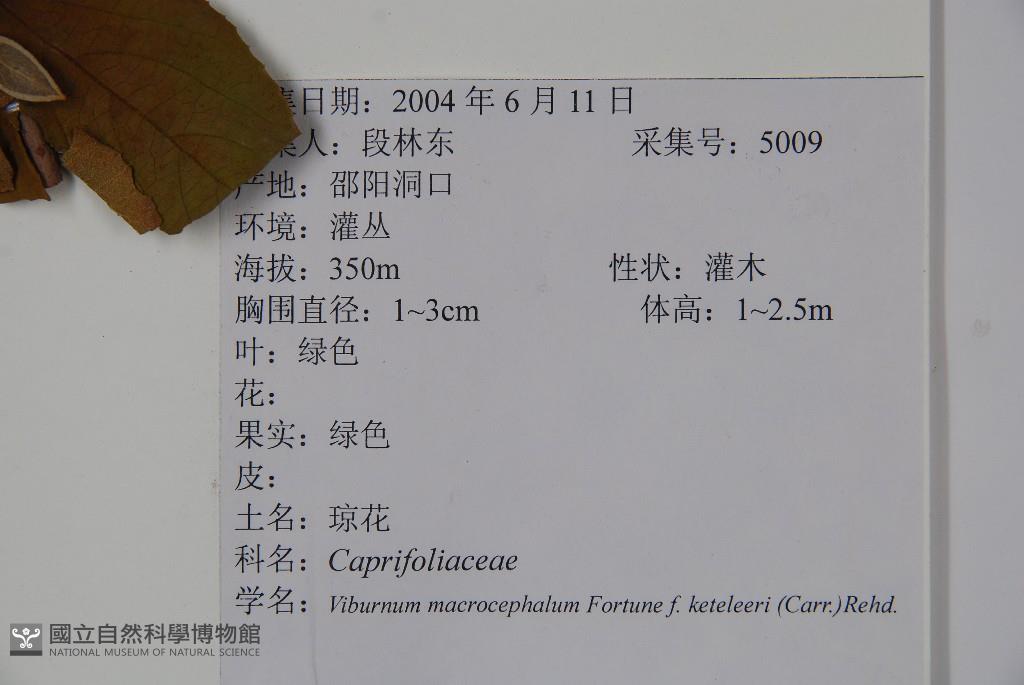 集日期：2004 年 6 月 11 日
集人：段林东 采集号：5009
产地：邵阳洞口
环境：灌丛
海拔：350m 性状：灌木
胸围直径：1~3cm 体高：1~2.5m
叶：绿色
花：
果实：绿色
皮：
土名：琼花
科名：Caprifoliaceae
学名：Viburnum macrocephalum Fortune f. keteleeri (Carr.)Rehd.
國立自然科學博物館
NATIONAL MUSEUM OF NATURAL SCIENCE